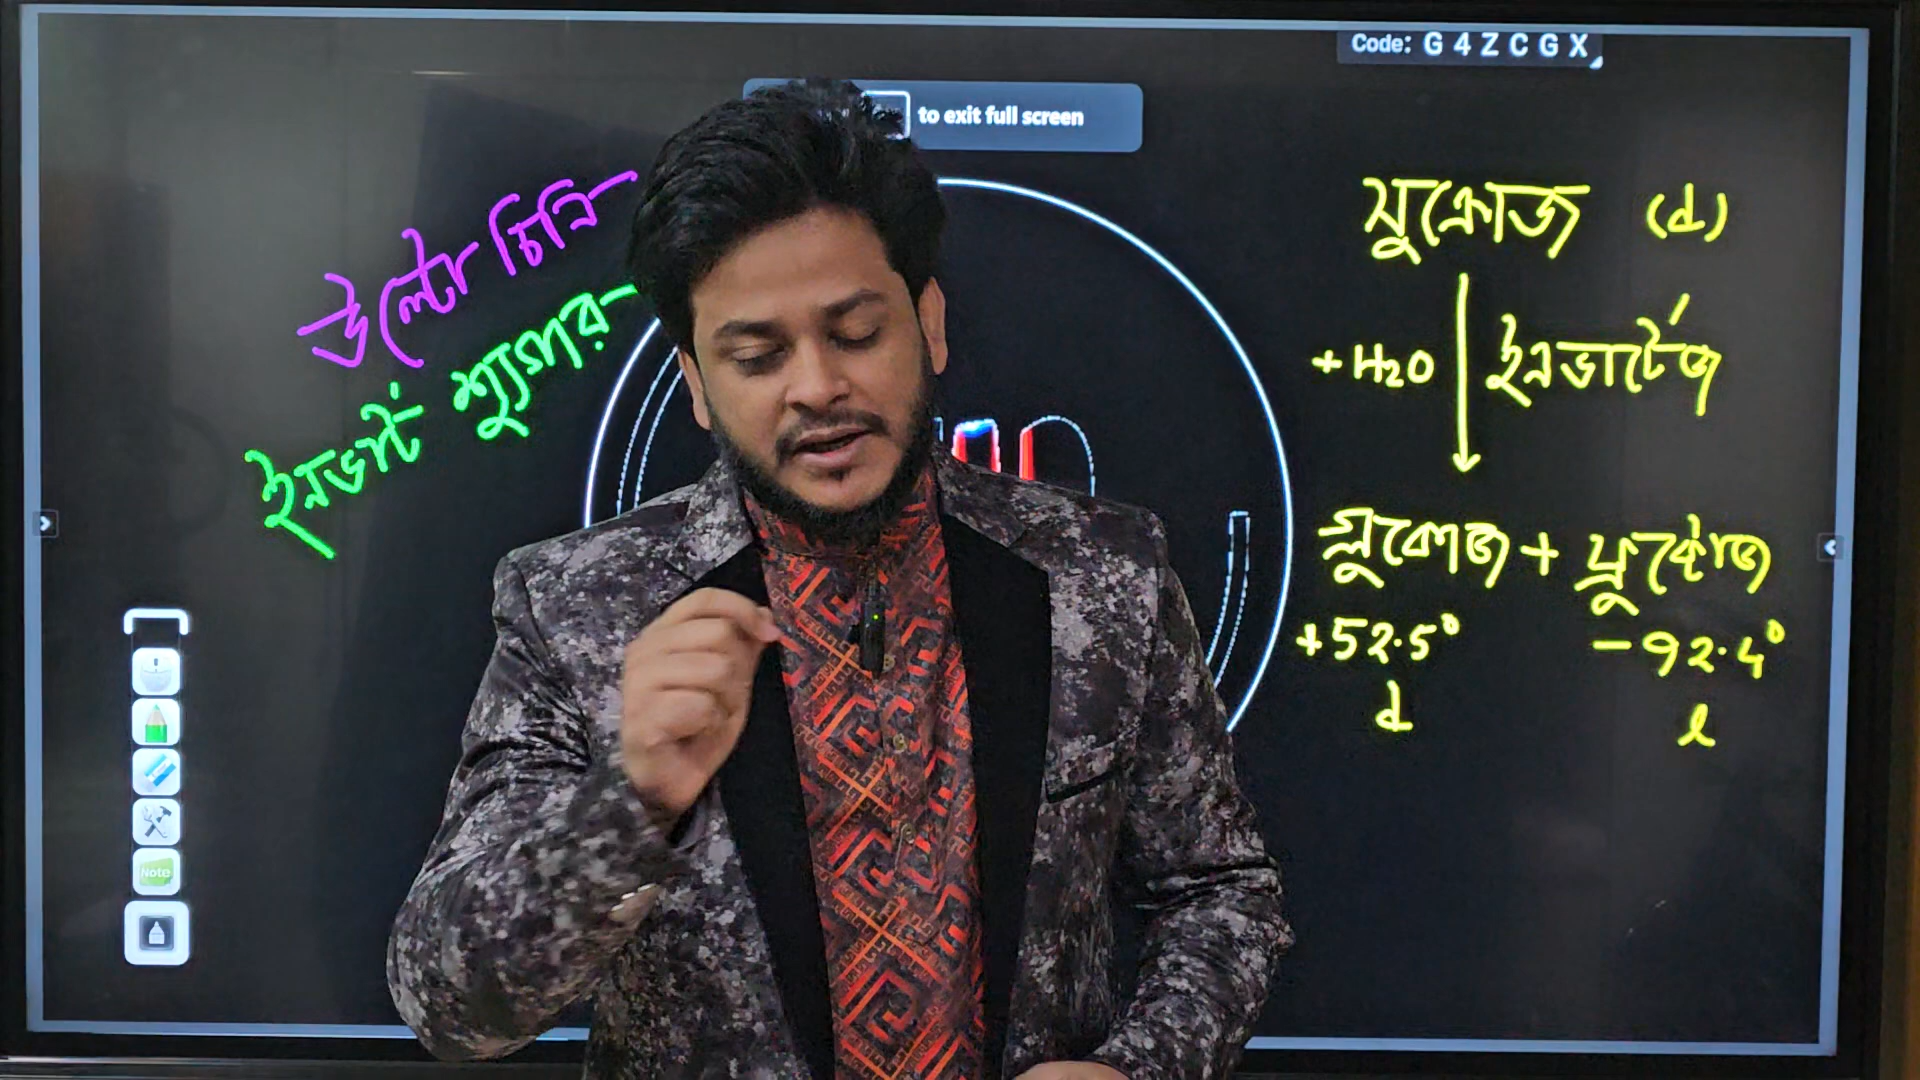 Code: G 4 Z C G X
to exit full screen
উল্টো চিনি
ইনভার্ট শ্যুগার
সুক্রোজ (d)
+ H₂O ইনভার্টেজ
গ্লুকোজ + ফ্রুক্টোজ
+52.5° -92.4°
d l
Note